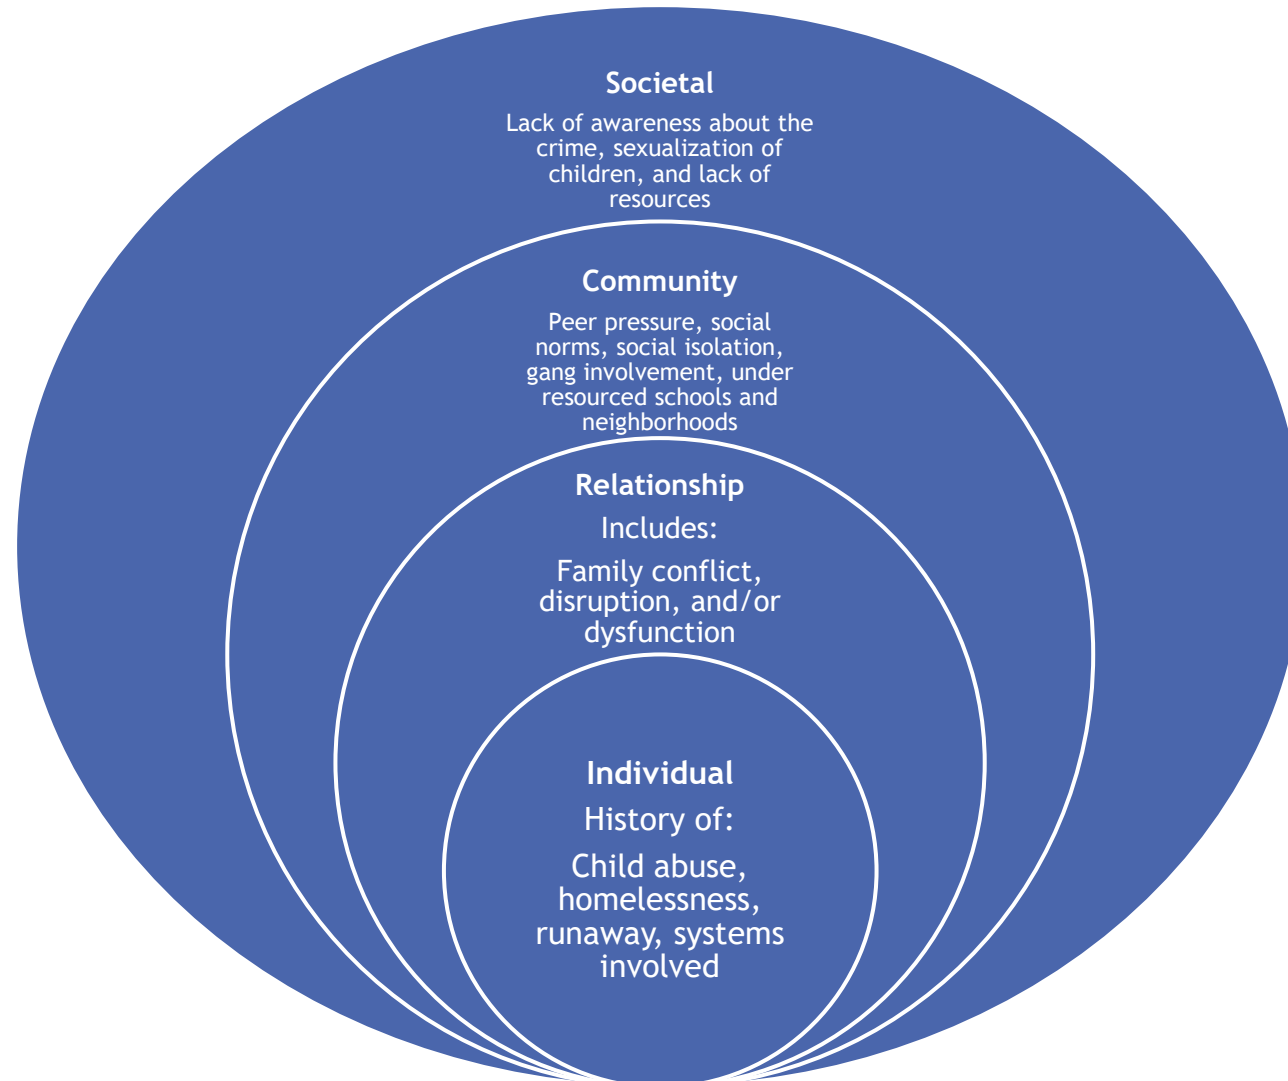 Societal
Lack of awareness about the
crime, sexualization of
children, and lack of
resources
Community
Peer pressure, social
norms, social isolation,
gang involvement, under
resourced schools and
neighborhoods
Relationship
Includes:
Family conflict,
disruption, and/or
dysfunction
Individual
History of:
Child abuse,
homelessness,
runaway, systems
involved